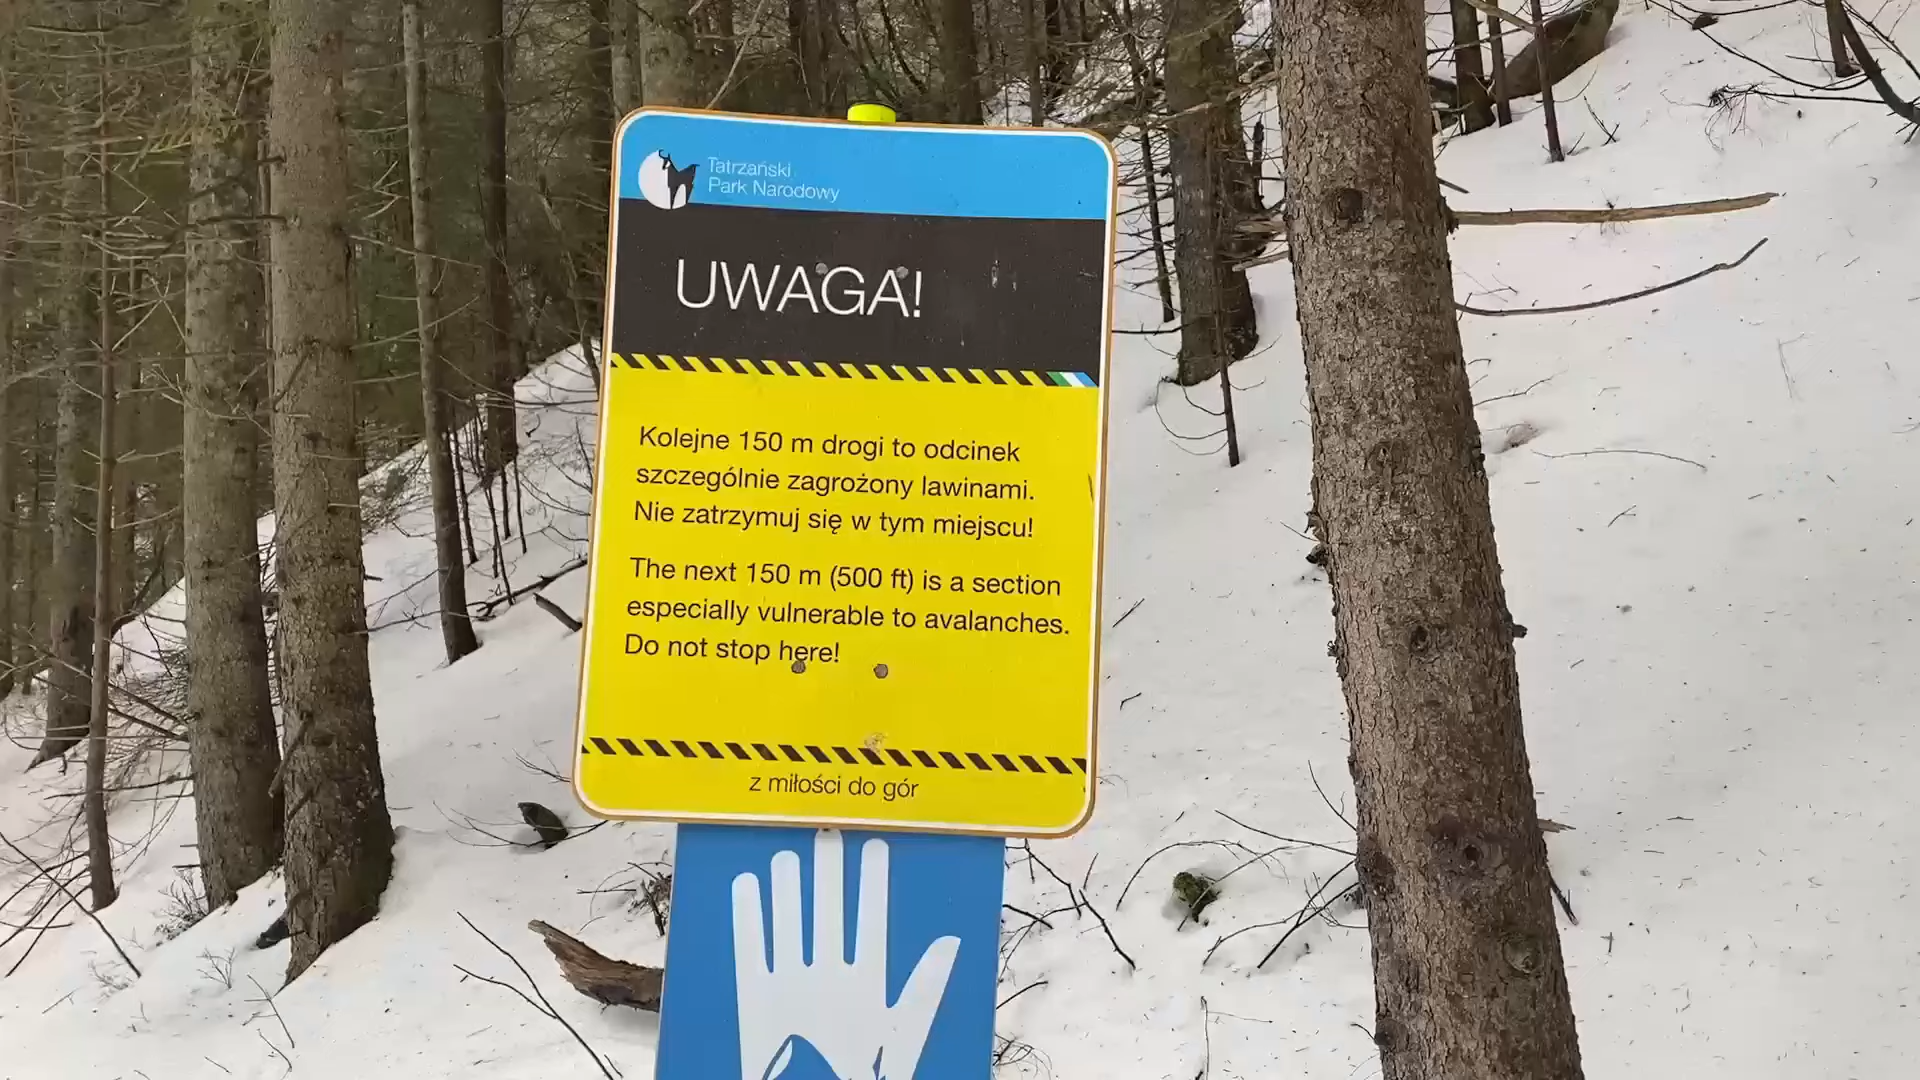 Tatrzański
Park Narodowy
UWAGA!
Kolejne 150 m drogi to odcinek
szczególnie zagrożony lawinami.
Nie zatrzymuj się w tym miejscu!
The next 150 m (500 ft) is a section
especially vulnerable to avalanches.
Do not stop here!
z miłości do gór